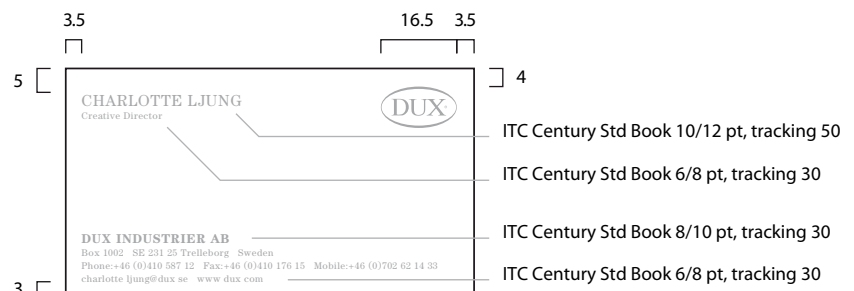 3.5 16.5 3.5
5 4
CHARLOTTE LJUNG
Creative Director
DUX
ITC Century Std Book 10/12 pt, tracking 50
ITC Century Std Book 6/8 pt, tracking 30
DUX INDUSTRIER AB
ITC Century Std Book 8/10 pt, tracking 30
Box 1002 SE 231 25 Trelleborg Sweden
Phone:+46 (0)410 587 12 Fax:+46 (0)410 176 15 Mobile:+46 (0)702 62 14 33
charlotte ljung@dux se www dux com
ITC Century Std Book 6/8 pt, tracking 30
3